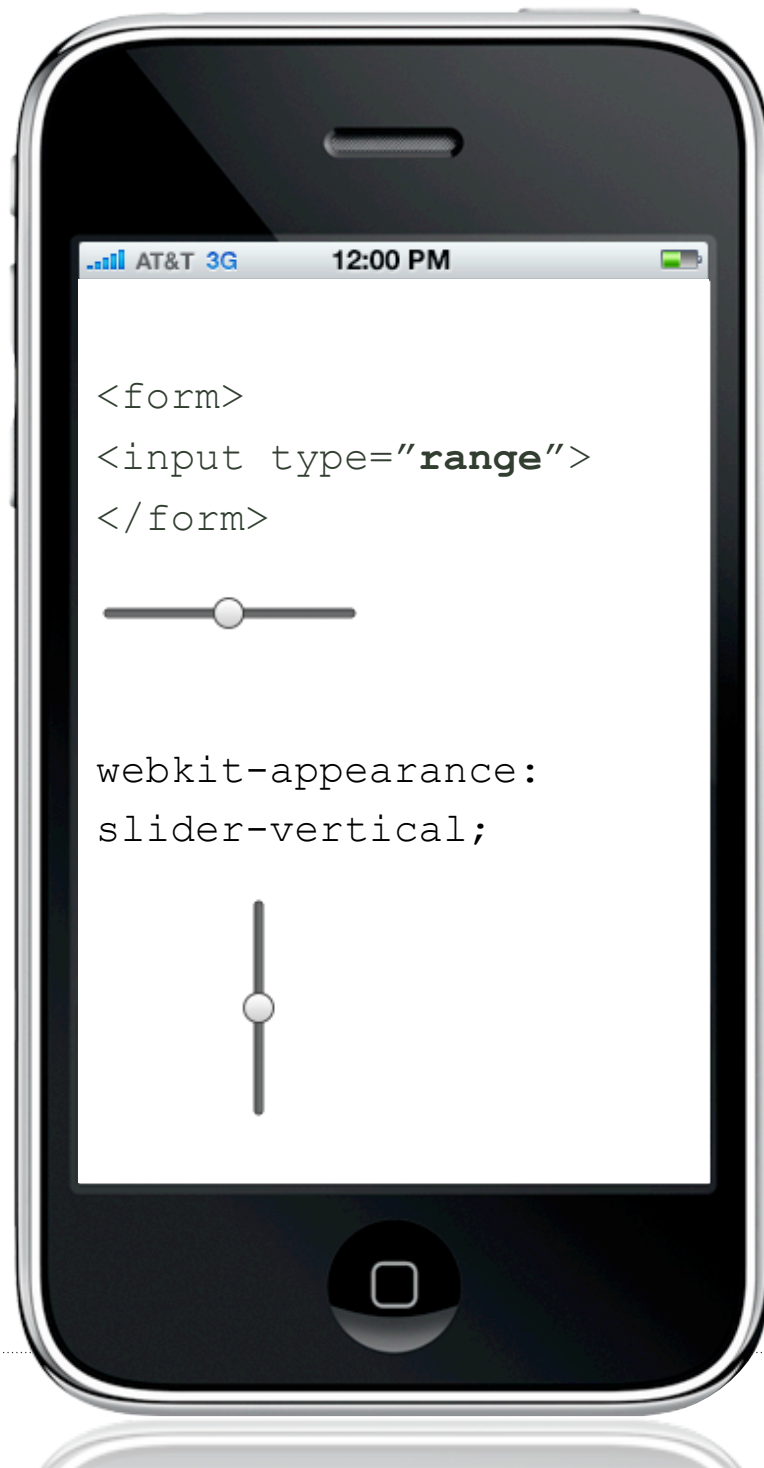 AT&T 3G 12:00 PM
<form>
<input type=”range”>
</form>
webkit-appearance:
slider-vertical;